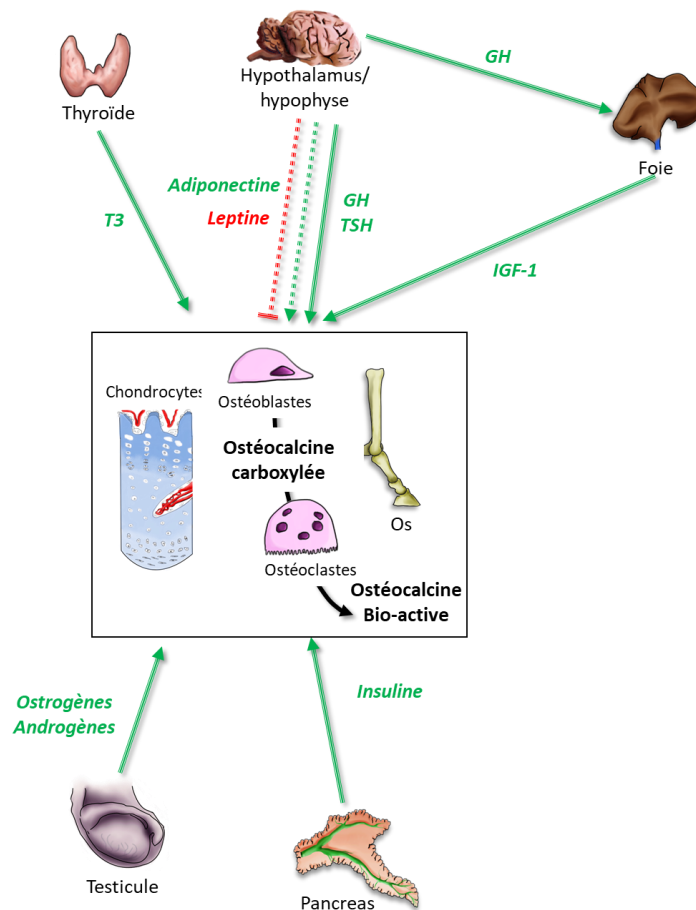 GH
Hypothalamus/
hypophyse
Thyroïde
Foie
Adiponectine
Leptine
GH
TSH
T3
IGF-1
Chondrocytes
Ostéoblastes
Ostéocalcine
carboxylée
Os
Ostéoclastes
Ostéocalcine
Bio-active
Ostrogènes
Androgènes
Insuline
Testicule
Pancreas